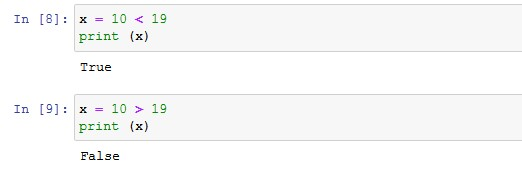 In [8]: x = 10 < 19
print (x)
True
In [9]: x = 10 > 19
print (x)
False